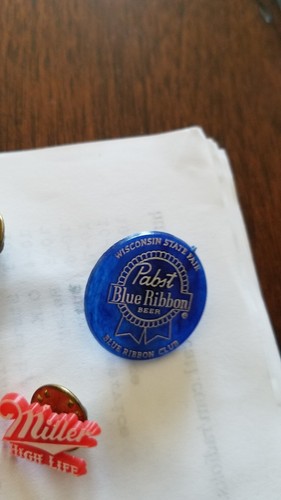 WISCONSIN STATE FAIR
Pabst
Blue Ribbon®
BEER
BLUE RIBBON CLUB
Miller
HIGH LIFE